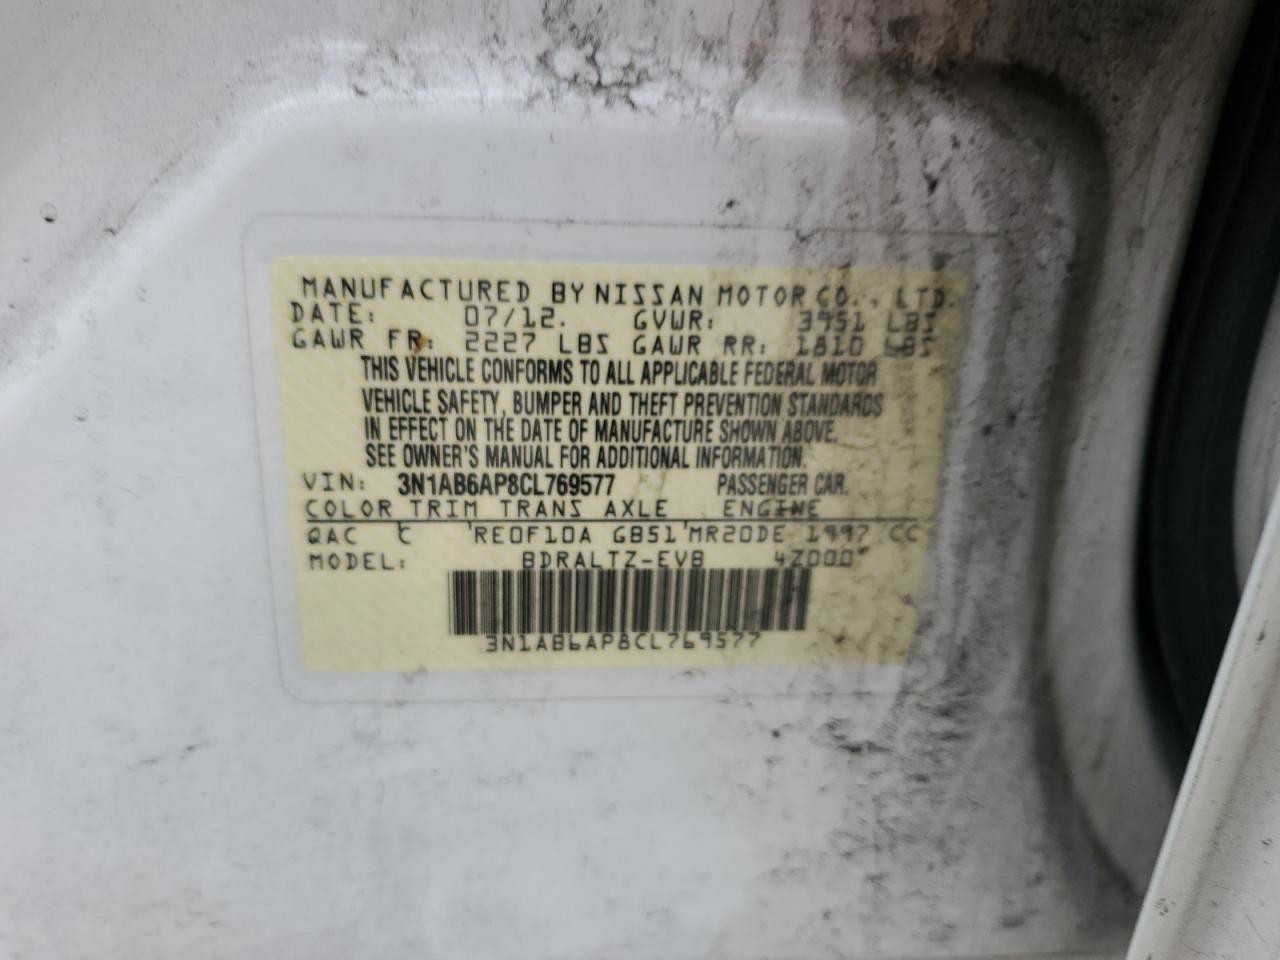 MANUFACTURED BY NISSAN MOTOR CO., LTD.
DATE: 07/12. GVWR: 3951 LBS
GAWR FR: 2227 LBS GAWR RR: 1810 LBS
THIS VEHICLE CONFORMS TO ALL APPLICABLE FEDERAL MOTOR
VEHICLE SAFETY, BUMPER AND THEFT PREVENTION STANDARDS
IN EFFECT ON THE DATE OF MANUFACTURE SHOWN ABOVE.
SEE OWNER'S MANUAL FOR ADDITIONAL INFORMATION.
VIN: 3N1AB6AP8CL769577 PASSENGER CAR.
COLOR TRIM TRANS AXLE ENGINE
QAC C 'RE0F10A GB51'MR20DE 1997 CC
MODEL: BDRALTZ-EVB 4Z000*
3N1AB6AP8CL769577